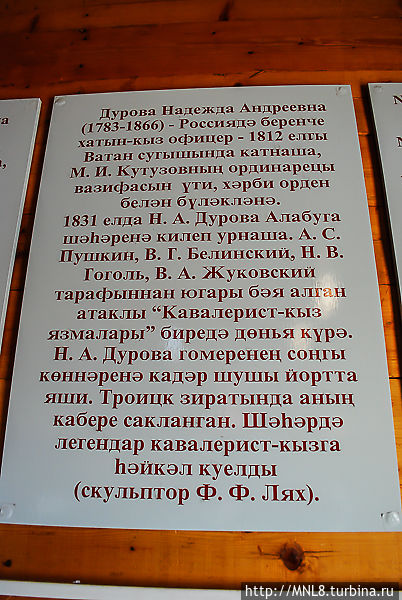 Дурова Надежда Андреевна
(1783-1866) - Россиядә беренче
хатын-кыз офицер - 1812 елгы
Ватан сугышында катнаша,
М. И. Кутузовның ординарецы
вазифасын үти, хәрби орден
белән бүләкләнә.
1831 елда Н. А. Дурова Алабуга
шәһәренә килеп урнаша. А. С.
Пушкин, В. Г. Белинский, Н. В.
Гоголь, В. А. Жуковский
тарафыннан югары бәя алган
атаклы “Кавалерист-кыз
язмалары” биредә дөнья күрә.
Н. А. Дурова гомеренең соңгы
көннәренә кадәр шушы йортта
яши. Троицк зиратында аның
кабере сакланган. Шәһәрдә
легендар кавалерист-кызга
һәйкәл куелды
(скульптор Ф. Ф. Лях).
http://MNL8.turbina.ru